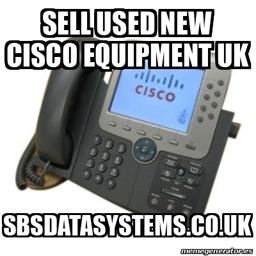 SELL USED NEW
CISCO EQUIPMENT UK
CISCO
SBSDATASYSTEMS.CO.UK
memegenerator.es